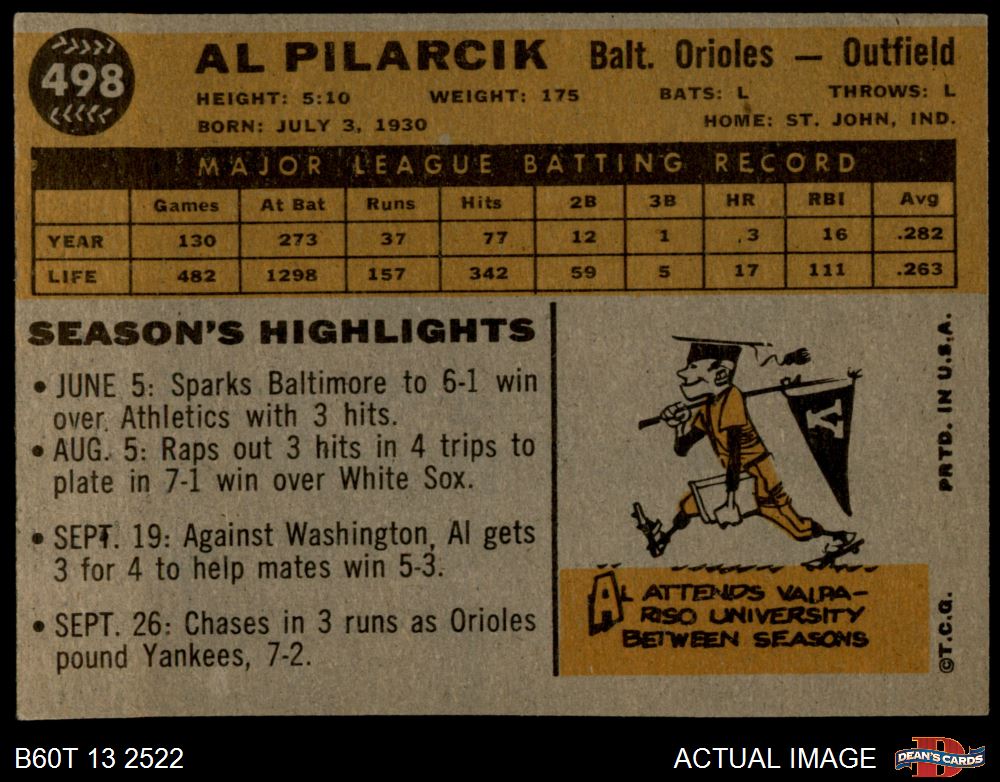 498
AL PILARCIK Balt. Orioles — Outfield
HEIGHT: 5:10 WEIGHT: 175 BATS: L THROWS: L
BORN: JULY 3, 1930 HOME: ST. JOHN, IND.
MAJOR LEAGUE BATTING RECORD
Games At Bat Runs Hits 2B 3B HR RBI Avg
YEAR 130 273 37 77 12 1 3 16 .282
LIFE 482 1298 157 342 59 5 17 111 .263
SEASON'S HIGHLIGHTS
• JUNE 5: Sparks Baltimore to 6-1 win
over Athletics with 3 hits.
• AUG. 5: Raps out 3 hits in 4 trips to
plate in 7-1 win over White Sox.
• SEPT. 19: Against Washington, Al gets
3 for 4 to help mates win 5-3.
• SEPT. 26: Chases in 3 runs as Orioles
pound Yankees, 7-2.
V
AL ATTENDS VALPA-
RISO UNIVERSITY
BETWEEN SEASONS
PRTD. IN U.S.A.
©T.C.G.
B60T 13 2522
ACTUAL IMAGE
D
DEAN'S CARDS